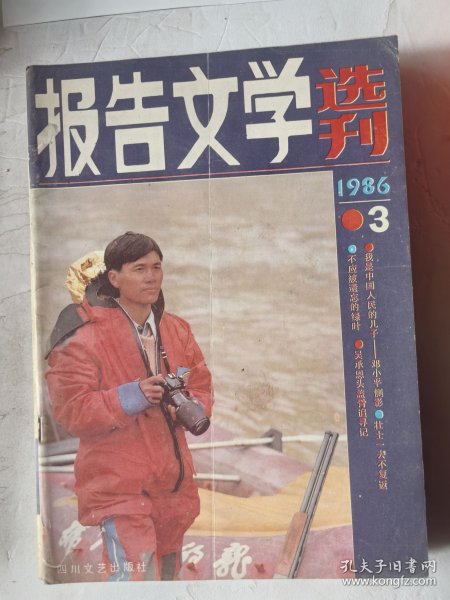 报告文学
选刊
1986
3
我是中国人民的儿子——邓小平侧影
壮士一去不复返
不应被遗忘的绿叶
吴承恩头盖骨追寻记
四川文艺出版社
孔夫子旧书网